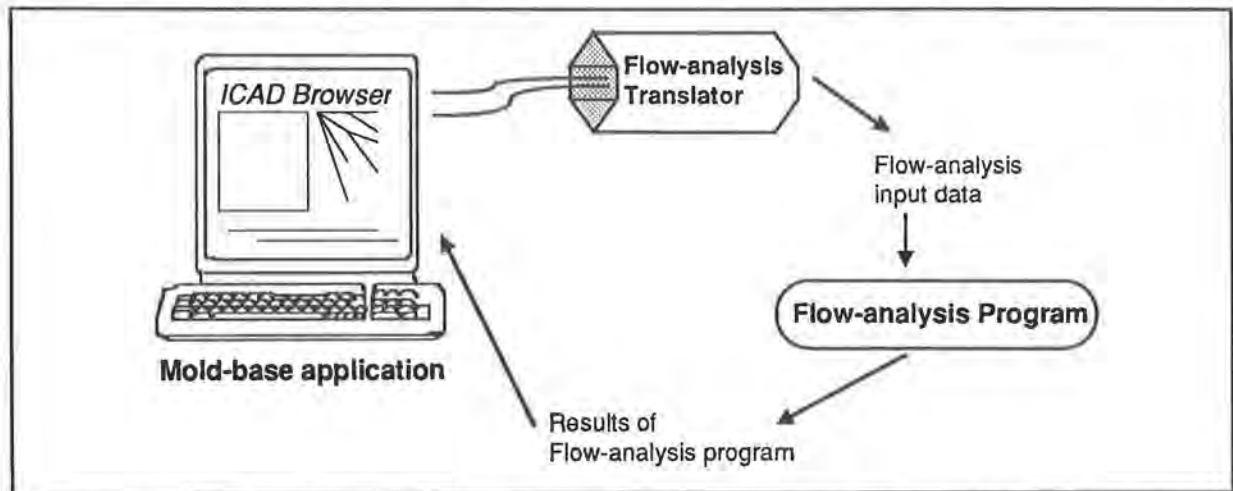 ICAD Browser
Flow-analysis
Translator
Flow-analysis
input data
Flow-analysis Program
Mold-base application
Results of
Flow-analysis program